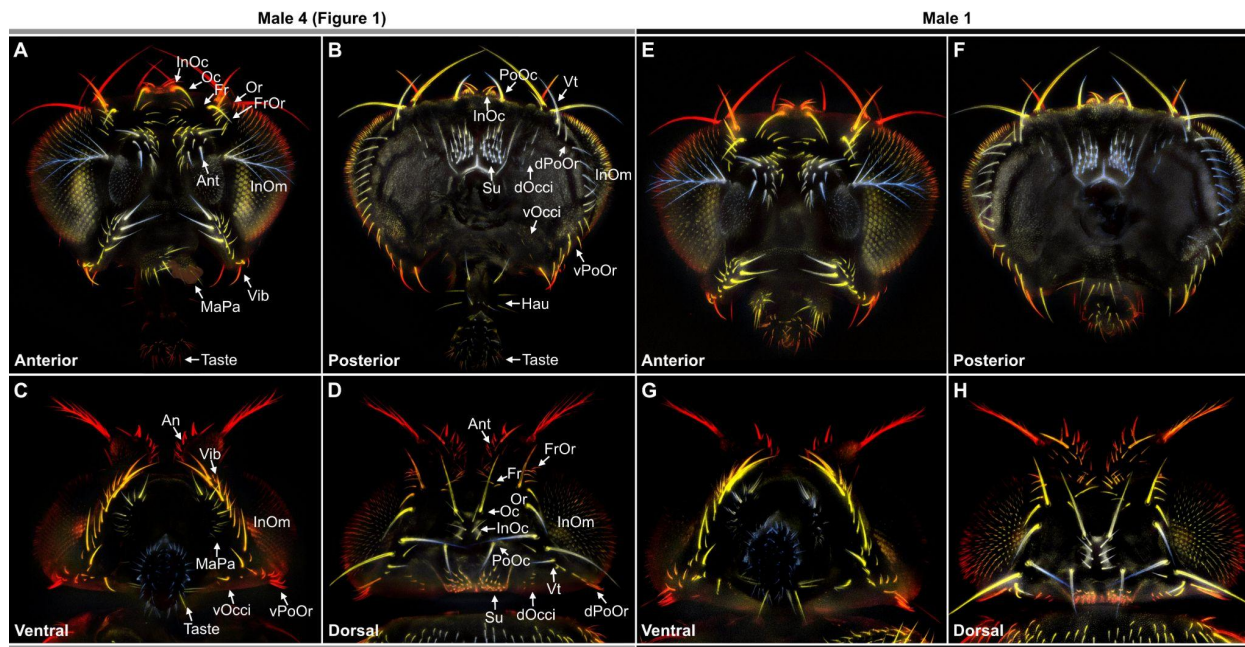 Male 4 (Figure 1)
Male 1
A
InOc
Oc
Fr
Or
FrOr
Ant
InOm
Vib
MaPa
Taste
Anterior
B
PoOc
Vt
InOc
dPoOr
InOm
Su
dOcci
vOcci
vPoOr
Hau
Taste
Posterior
E
Anterior
F
Posterior
C
An
Vib
InOm
MaPa
vOcci
vPoOr
Taste
Ventral
D
Ant
FrOr
Fr
Or
Oc
InOm
InOc
PoOc
Vt
Su
dOcci
dPoOr
Dorsal
G
Ventral
H
Dorsal